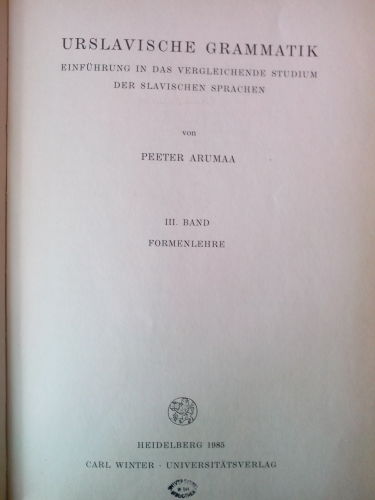 URSLAVISCHE GRAMMATIK
EINFÜHRUNG IN DAS VERGLEICHENDE STUDIUM
DER SLAVISCHEN SPRACHEN
von
PEETER ARUMAA
III. BAND
FORMENLEHRE
HEIDELBERG 1985
CARL WINTER · UNIVERSITÄTSVERLAG